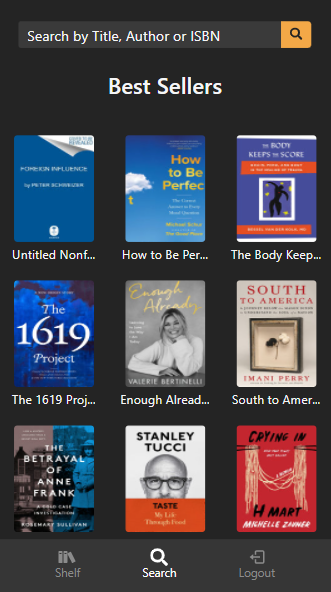 Search by Title, Author or ISBN
Best Sellers
FOREIGN INFLUENCE
by PETER SCHWEIZER
How to Be
Perfec
t
The Correct
Answer to Every
Moral Question
Michael Schur
The Good Place
THE BODY
KEEPS THE SCORE
BRAIN, MIND, AND BODY
IN THE HEALING OF TRAUMA
BESSEL VAN DER KOLK, MD
Untitled Nonf...
How to Be Per...
The Body Keep...
The
1619
Project
Enough
Already
VALERIE BERTINELLI
SOUTH
TO AMERICA
IMANI PERRY
The 1619 Proj...
Enough Alread...
South to Amer...
THE
BETRAYAL
OF
ANNE
FRANK
A COLD CASE
INVESTIGATION
ROSEMARY SULLIVAN
STANLEY
TUCCI
TASTE
My Life
Through Food
CRYING IN
H MART
MICHELLE ZAUNER
Shelf
Search
Logout